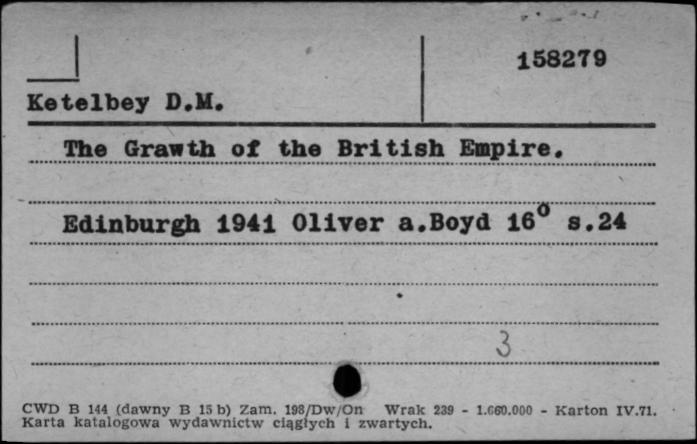 158279
Ketelbey D.M.
The Grawth of the British Empire.
Edinburgh 1941 Oliver a.Boyd 16° s.24
3
CWD B 144 (dawny B 15 b) Zam. 198/Dw/On Wrak 239 - 1.660.000 - Karton IV.71.
Karta katalogowa wydawnictw ciągłych i zwartych.